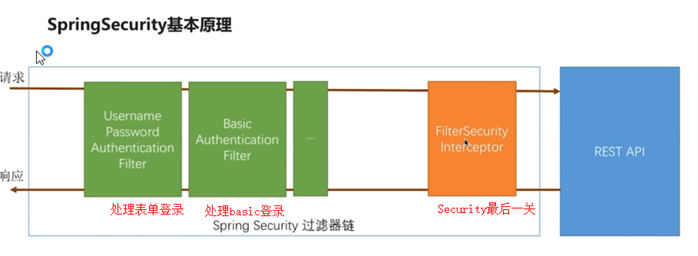 SpringSecurity基本原理
请求
Username
Password
Authentication
Filter
Basic
Authentication
Filter
...
FilterSecurity
Interceptor
REST API
响应
处理表单登录
处理basic登录
Security最后一关
Spring Security 过滤器链